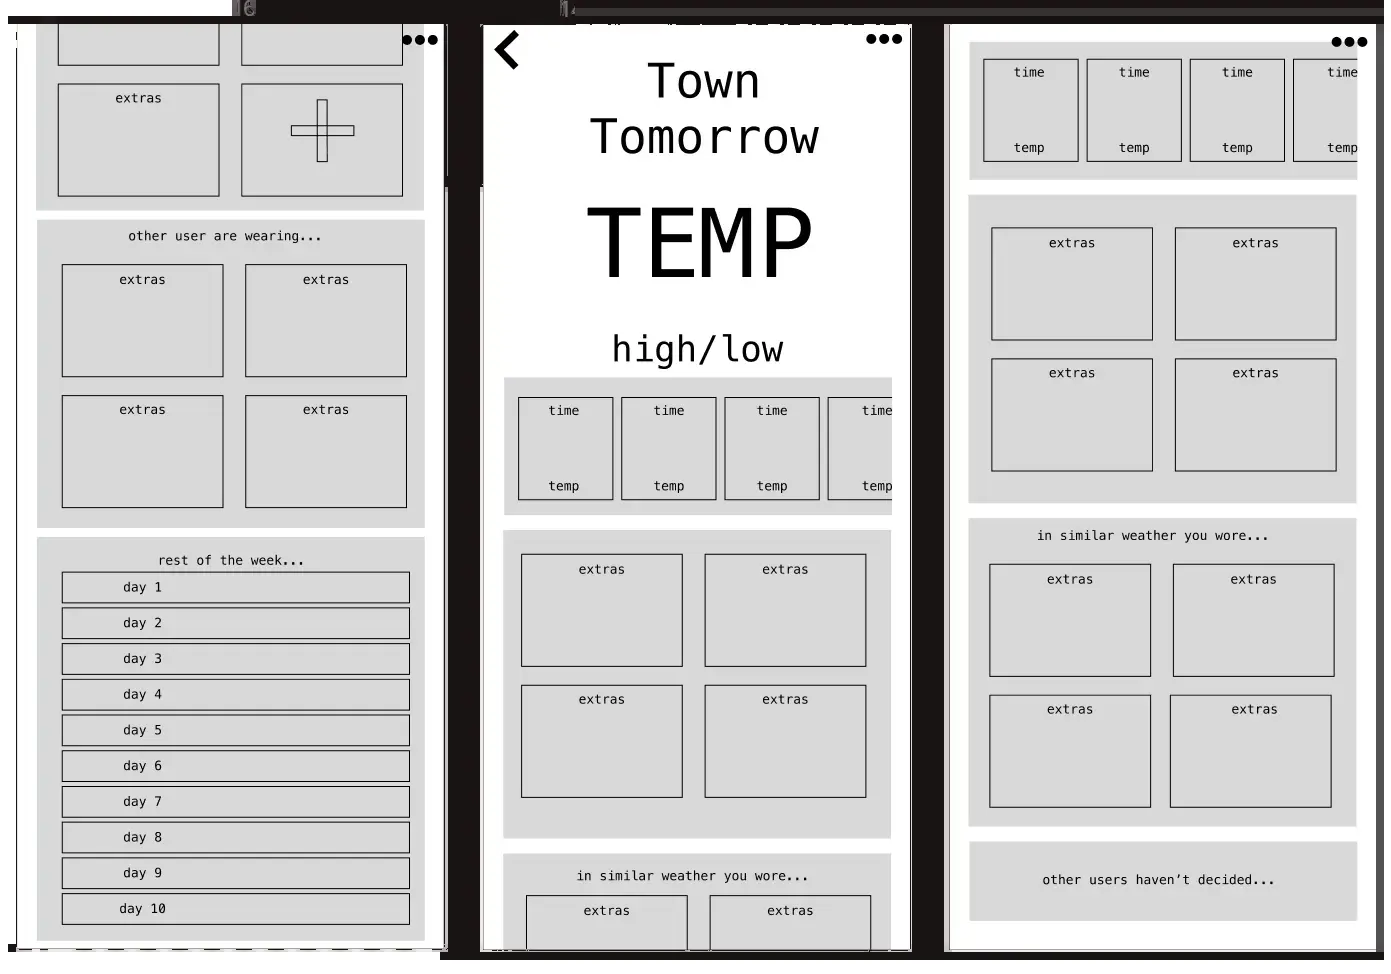 16
extras
other user are wearing...
extras extras
extras extras
rest of the week...
day 1
day 2
day 3
day 4
day 5
day 6
day 7
day 8
day 9
day 10
Town
Tomorrow
TEMP
high/low
time time time time
temp temp temp temp
extras extras
extras extras
in similar weather you wore...
extras extras
time time time time
temp temp temp temp
extras extras
extras extras
in similar weather you wore...
extras extras
extras extras
other users haven’t decided...